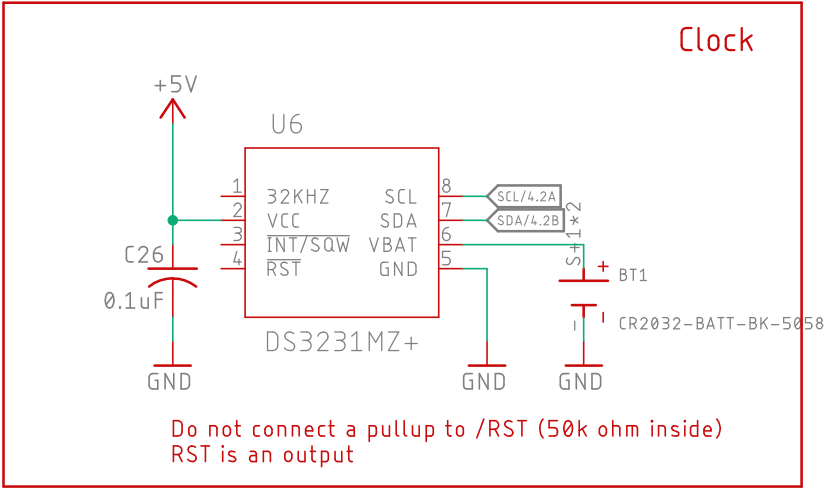 Clock
+5V
U6
1 32KHZ SCL 8 SCL/4.2A
2 VCC SDA 7 SDA/4.2B
3 INT/SQW VBAT 6
4 RST GND 5
S+1*2
C26
0.1uF
+ BT1
- CR2032-BATT-BK-5058
DS3231MZ+
GND GND GND
Do not connect a pullup to /RST (50k ohm inside)
RST is an output